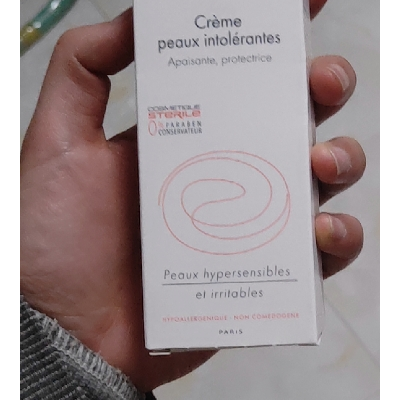 Crème
peaux intolérantes
Apaisante, protectrice
COSMETIQUE
STERILE
0% PARABEN
CONSERVATEUR
Peaux hypersensibles
et irritables
HYPOALLERGENIQUE - NON COMEDOGENE
PARIS